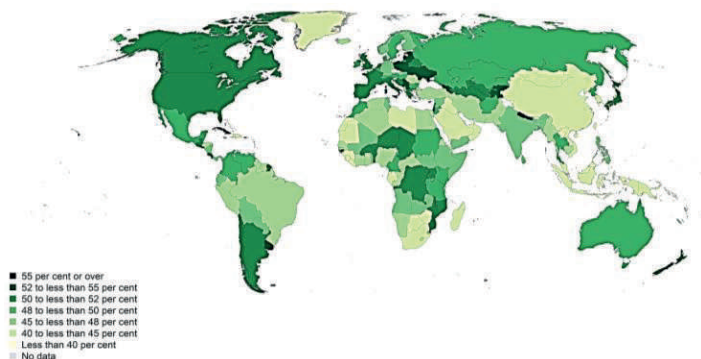 55 per cent or over
52 to less than 55 per cent
50 to less than 52 per cent
48 to less than 50 per cent
45 to less than 48 per cent
40 to less than 45 per cent
Less than 40 per cent
No data